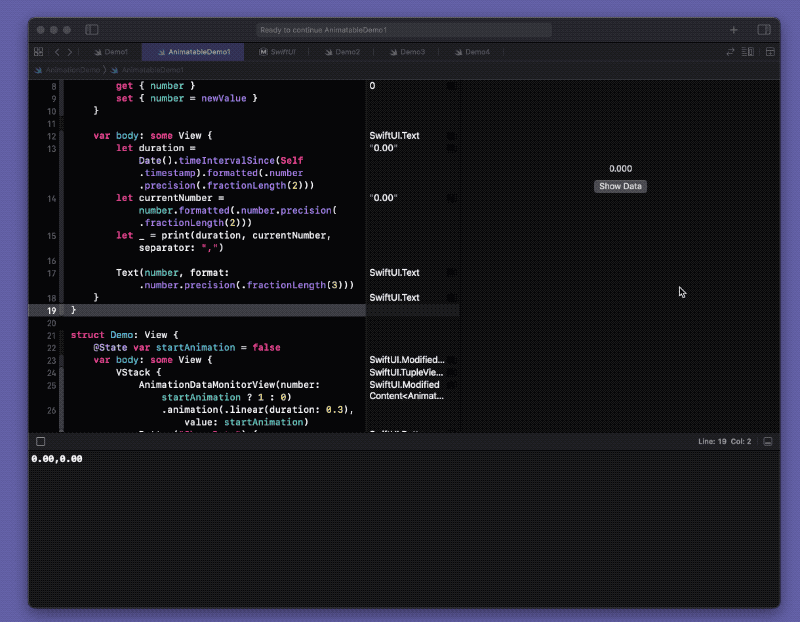 Ready to continue AnimatableDemo1
Demo1
AnimatableDemo1
SwiftUI
Demo2
Demo3
Demo4
AnimationDemo
AnimatableDemo1
8 get { number } 0
9 set { number = newValue }
10 }
11
12 var body: some View { SwiftUI.Text
13 let duration = "0.00"
Date().timeIntervalSince(Self
.timestamp).formatted(.number
.precision(.fractionLength(2)))
14 let currentNumber = "0.00"
number.formatted(.number.precision(
.fractionLength(2)))
15 let _ = print(duration, currentNumber,
separator: ",")
16
17 Text(number, format: SwiftUI.Text
.number.precision(.fractionLength(3)))
18 } SwiftUI.Text
19 }
20
21 struct Demo: View {
22 @State var startAnimation = false
23 var body: some View { SwiftUI.Modified...
24 VStack { SwiftUI.TupleVie...
25 AnimationDataMonitorView(number: SwiftUI.Modified
startAnimation ? 1 : 0) Content<Animat...
26 .animation(.linear(duration: 0.3),
value: startAnimation)
0.000
Show Data
Line: 19 Col: 2
0.00,0.00